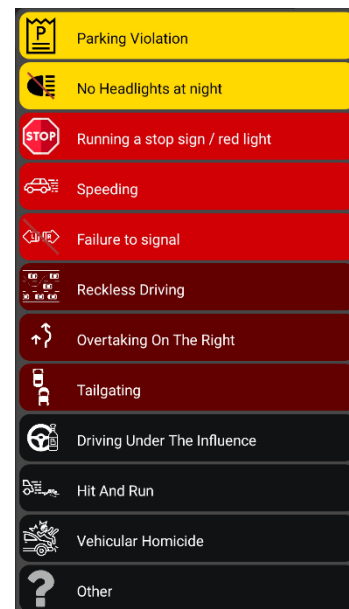 P
Parking Violation
No Headlights at night
STOP
Running a stop sign / red light
Speeding
Failure to signal
Reckless Driving
Overtaking On The Right
Tailgating
Driving Under The Influence
Hit And Run
Vehicular Homicide
?
Other